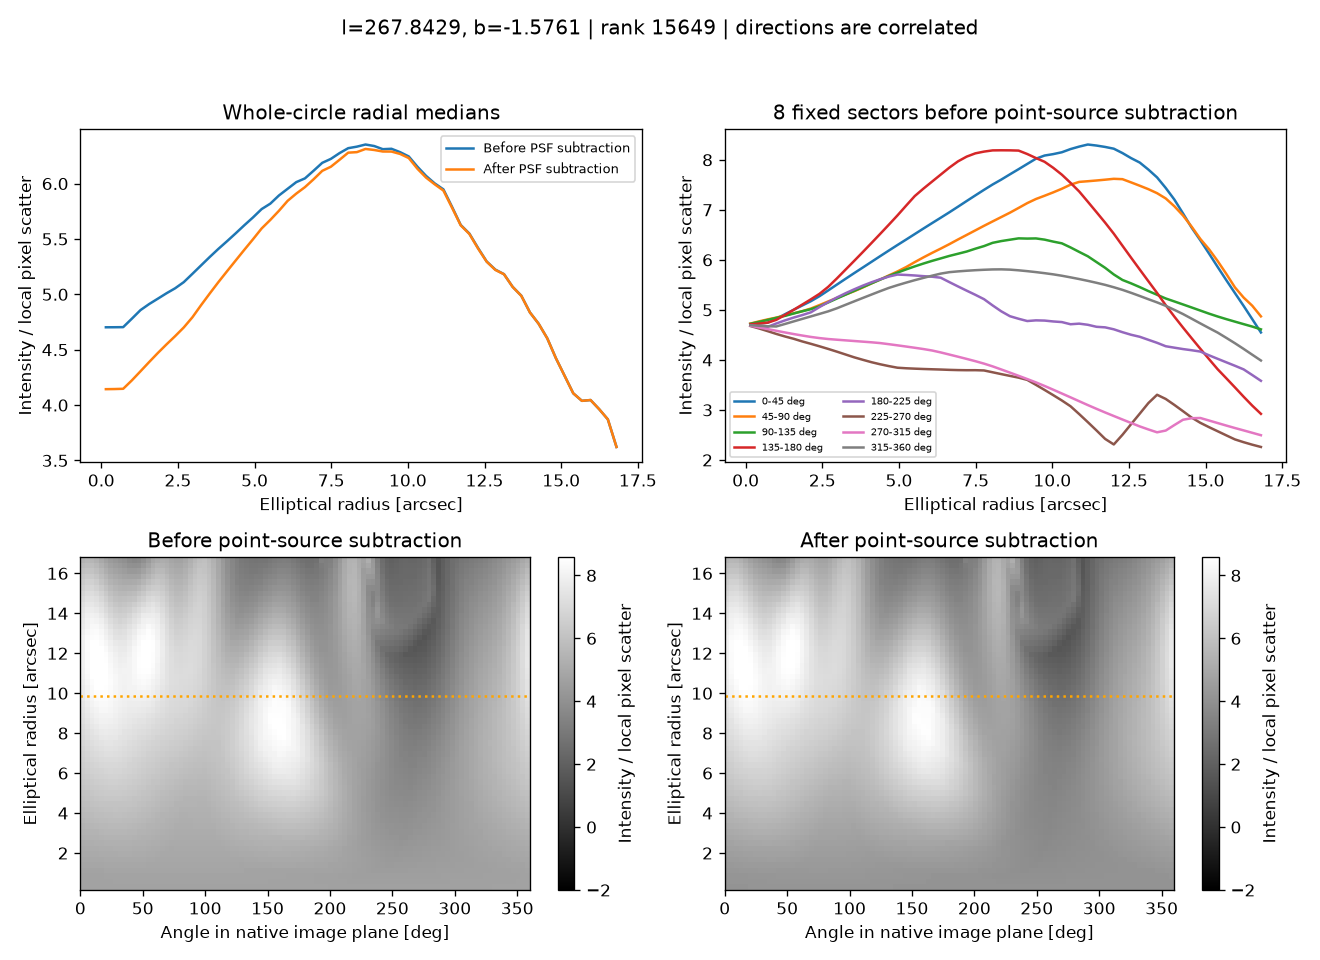 l=267.8429, b=-1.5761 | rank 15649 | directions are correlated
Whole-circle radial medians
Intensity / local pixel scatter
6.0
5.5
5.0
4.5
4.0
3.5
Before PSF subtraction
After PSF subtraction
0.0 2.5 5.0 7.5 10.0 12.5 15.0 17.5
Elliptical radius [arcsec]
8 fixed sectors before point-source subtraction
Intensity / local pixel scatter
8
7
6
5
4
3
2
0-45 deg
45-90 deg
90-135 deg
135-180 deg
180-225 deg
225-270 deg
270-315 deg
315-360 deg
0.0 2.5 5.0 7.5 10.0 12.5 15.0 17.5
Elliptical radius [arcsec]
Before point-source subtraction
Elliptical radius [arcsec]
16
14
12
10
8
6
4
2
0 50 100 150 200 250 300 350
Angle in native image plane [deg]
8
6
4
2
0
−2
Intensity / local pixel scatter
After point-source subtraction
Elliptical radius [arcsec]
16
14
12
10
8
6
4
2
0 50 100 150 200 250 300 350
Angle in native image plane [deg]
8
6
4
2
0
−2
Intensity / local pixel scatter